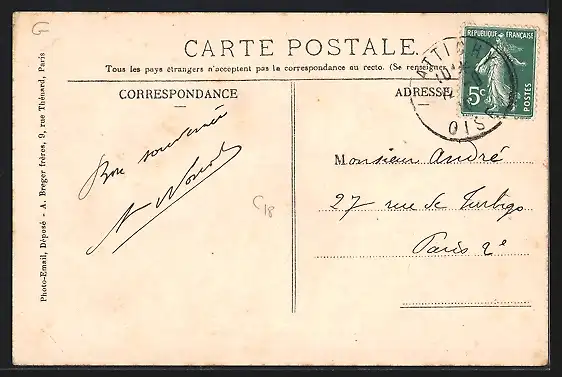 G
CARTE POSTALE.
Tous les pays étrangers n'acceptent pas la correspondance au recto. (Se renseigner
CORRESPONDANCE
ADRESSE
RÉPUBLIQUE FRANÇAISE
5c
POSTES
ATTICHY
OISE
Bon souvenir
Monsieur André
27 rue de Turbigo
Paris 2e
C18
Photo-Email, Déposé - A. Breger frères, 9, rue Thénard, Paris